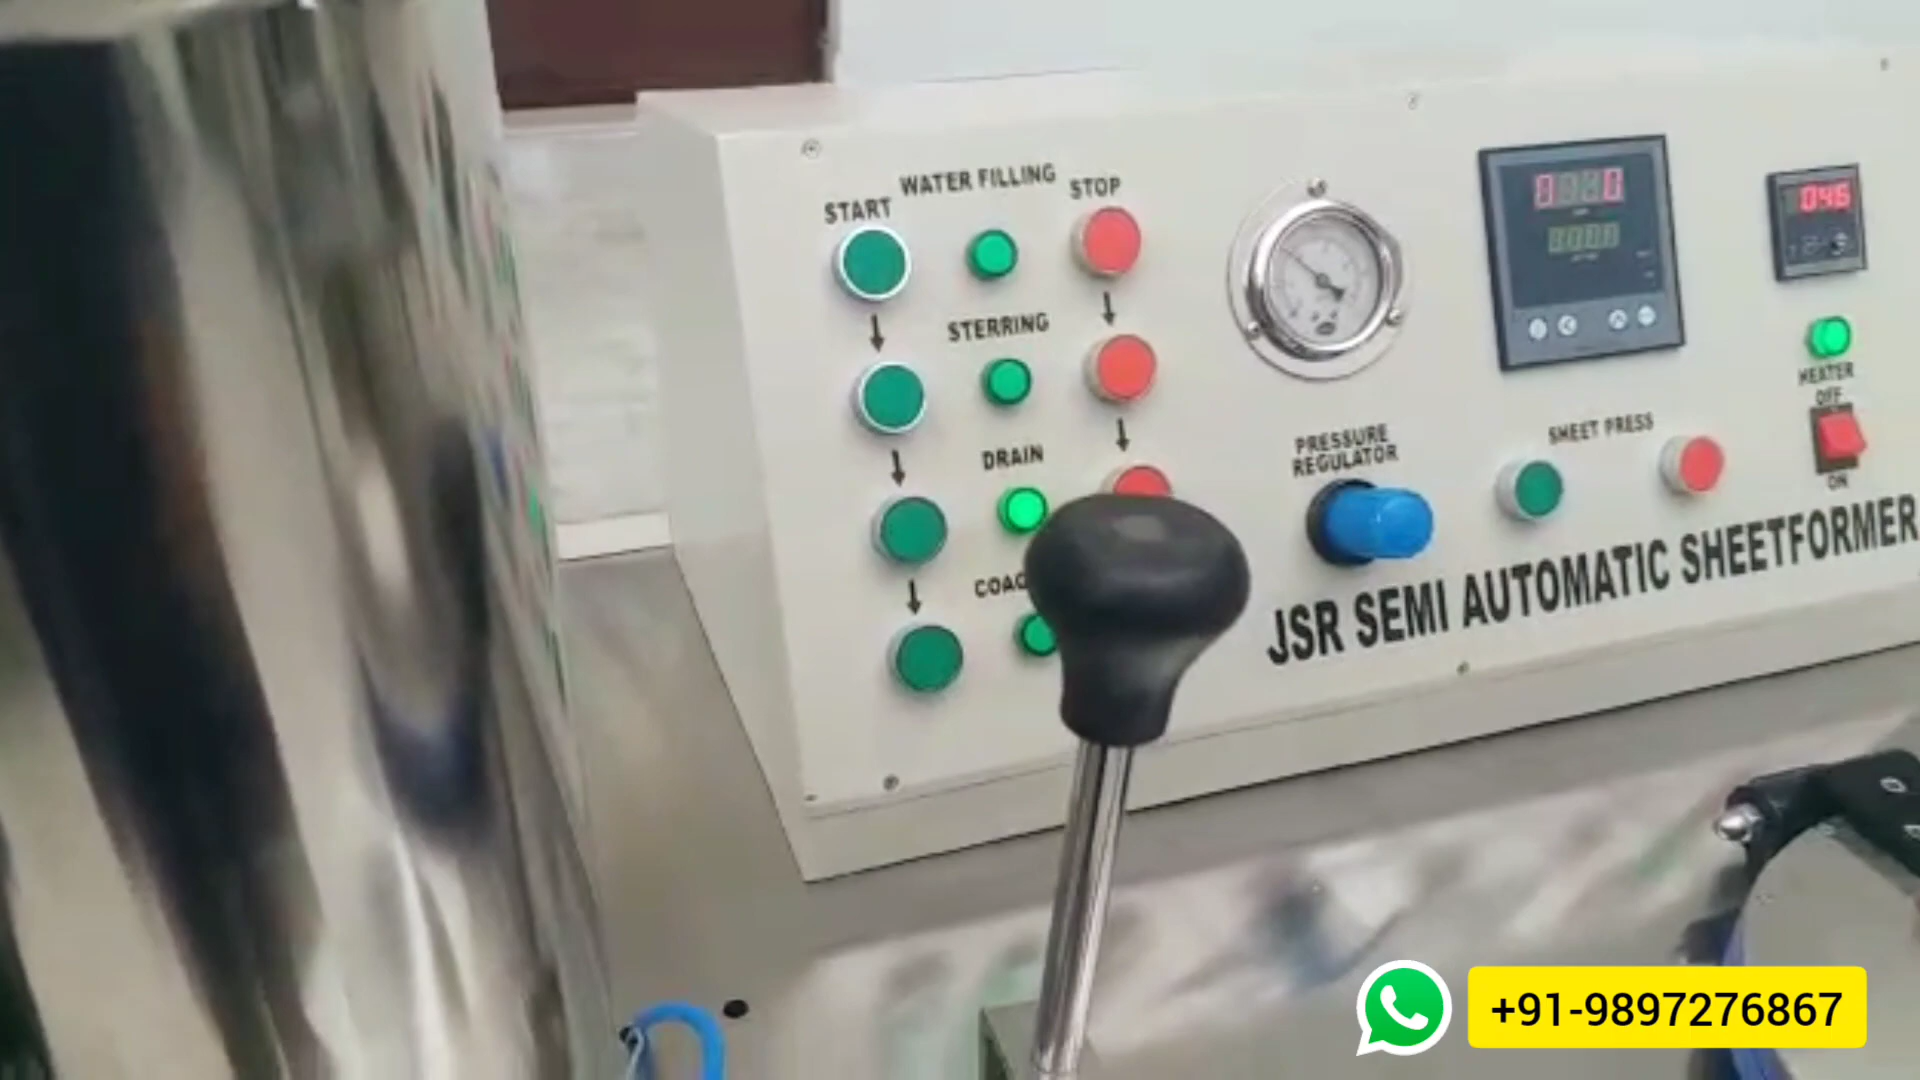 WATER FILLING
START
STOP
STERRING
DRAIN
COAC
PRESSURE
REGULATOR
SHEET PRESS
046
HEATER
OFF
ON
JSR SEMI AUTOMATIC SHEETFORMER
+91-9897276867